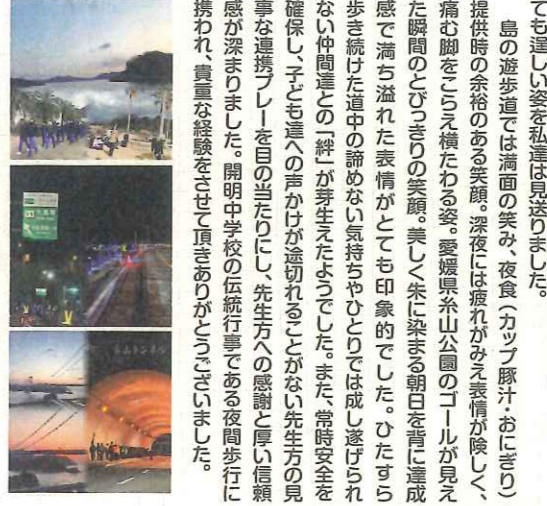 ても逞しい姿を私達は見送りました。
島の遊歩道では満面の笑み、夜食（カップ豚汁・おにぎり）
提供時の余裕のある笑顔。深夜には疲れがみえ表情が険しく、
痛む脚をこらえ横たわる姿。愛媛県糸山公園のゴールが見え
た瞬間のとびっきりの笑顔。美しく朱に染まる朝日を背に達成
感で満ち溢れた表情がとても印象的でした。ひたすら
歩き続けた道中の諦めない気持ちやひとりでは成し遂げられ
ない仲間達との「絆」が芽生えたようでした。また、常時安全を
確保し、子ども達への声かけが途切れることがない先生方の見
事な連携プレーを目の当たりにし、先生方への感謝と厚い信頼
感が深まりました。開明中学校の伝統行事である夜間歩行に
携われ、貴重な経験をさせて頂きありがとうございました。